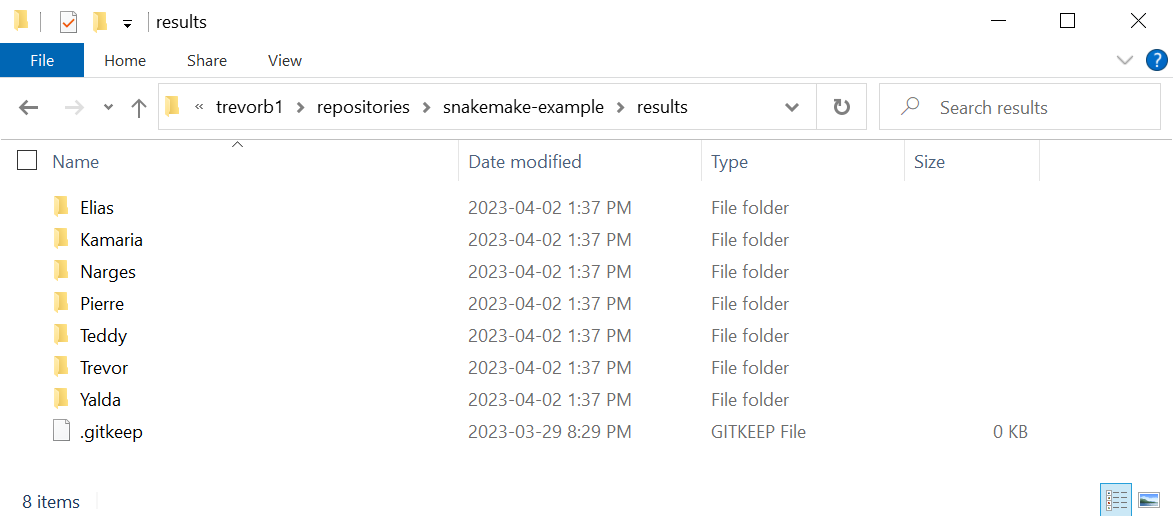 results
File Home Share View
?
« trevorb1 > repositories > snakemake-example > results Search results
Name Date modified Type Size
Elias 2023-04-02 1:37 PM File folder
Kamaria 2023-04-02 1:37 PM File folder
Narges 2023-04-02 1:37 PM File folder
Pierre 2023-04-02 1:37 PM File folder
Teddy 2023-04-02 1:37 PM File folder
Trevor 2023-04-02 1:37 PM File folder
Yalda 2023-04-02 1:37 PM File folder
.gitkeep 2023-03-29 8:29 PM GITKEEP File 0 KB
8 items